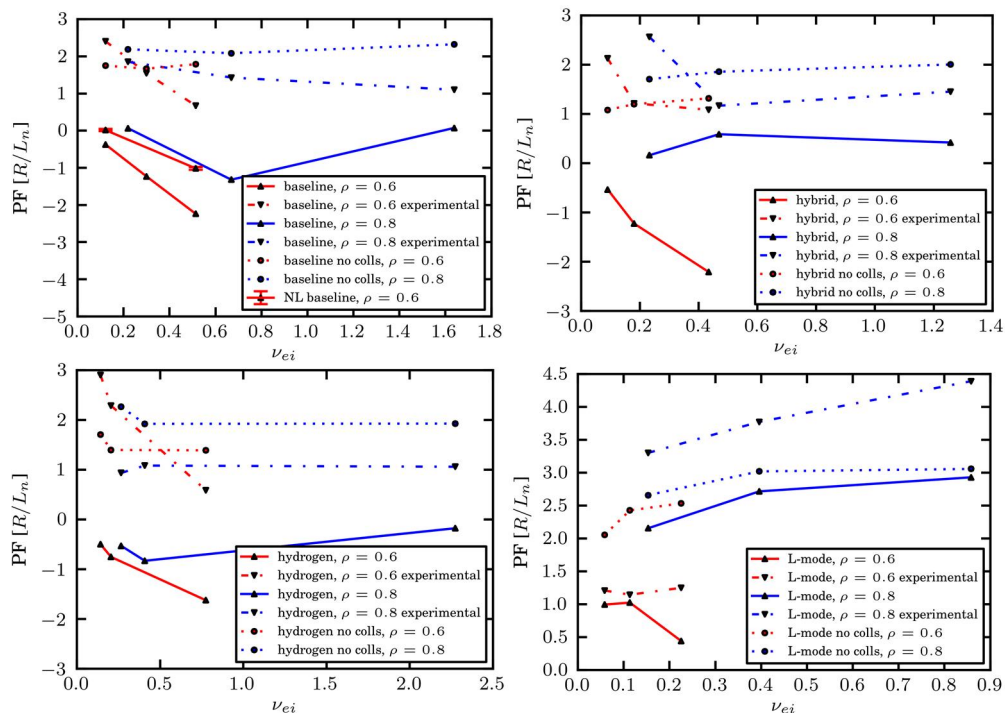 3
2
1
0
−1
−2
−3
−4
−5
PF [R/L_n]
0.0 0.2 0.4 0.6 0.8 1.0 1.2 1.4 1.6 1.8
ν_ei
baseline, ρ = 0.6
baseline, ρ = 0.6 experimental
baseline, ρ = 0.8
baseline, ρ = 0.8 experimental
baseline no colls, ρ = 0.6
baseline no colls, ρ = 0.8
NL baseline, ρ = 0.6
3
2
1
0
−1
−2
−3
PF [R/L_n]
0.0 0.2 0.4 0.6 0.8 1.0 1.2 1.4
ν_ei
hybrid, ρ = 0.6
hybrid, ρ = 0.6 experimental
hybrid, ρ = 0.8
hybrid, ρ = 0.8 experimental
hybrid no colls, ρ = 0.6
hybrid no colls, ρ = 0.8
3
2
1
0
−1
−2
−3
PF [R/L_n]
0.0 0.5 1.0 1.5 2.0 2.5
ν_ei
hydrogen, ρ = 0.6
hydrogen, ρ = 0.6 experimental
hydrogen, ρ = 0.8
hydrogen, ρ = 0.8 experimental
hydrogen no colls, ρ = 0.6
hydrogen no colls, ρ = 0.8
4.5
4.0
3.5
3.0
2.5
2.0
1.5
1.0
0.5
0.0
PF [R/L_n]
0.0 0.1 0.2 0.3 0.4 0.5 0.6 0.7 0.8 0.9
ν_ei
L-mode, ρ = 0.6
L-mode, ρ = 0.6 experimental
L-mode, ρ = 0.8
L-mode, ρ = 0.8 experimental
L-mode no colls, ρ = 0.6
L-mode no colls, ρ = 0.8